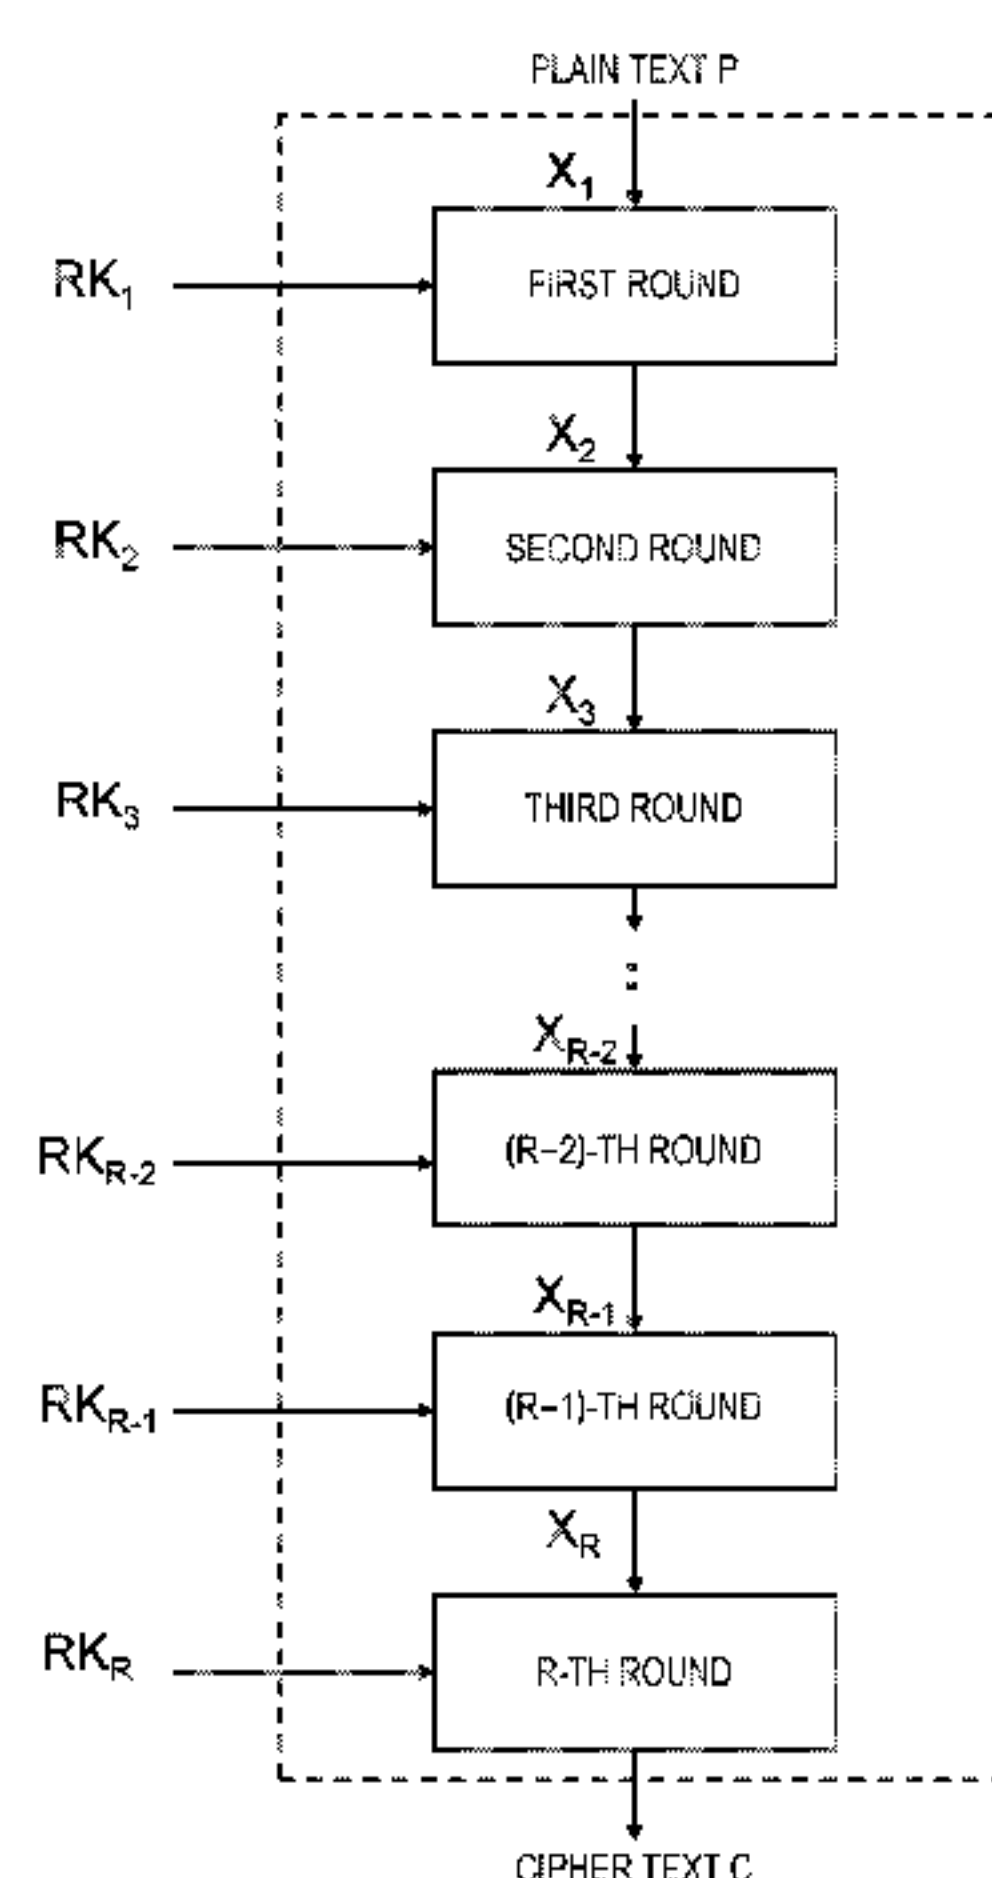 PLAIN TEXT P
X1
RK1
FIRST ROUND
X2
RK2
SECOND ROUND
X3
RK3
THIRD ROUND
:
XR-2
RKR-2
(R-2)-TH ROUND
XR-1
RKR-1
(R-1)-TH ROUND
XR
RKR
R-TH ROUND
CIPHER TEXT C